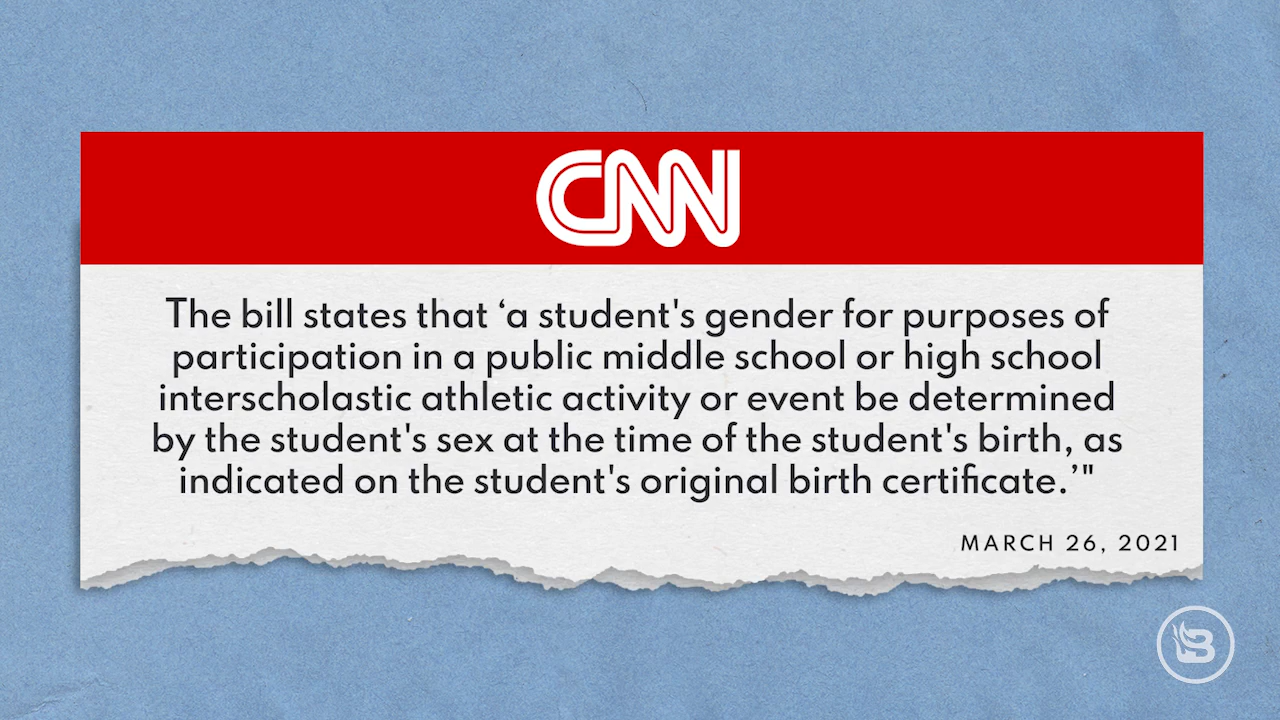 CNN
The bill states that ‘a student's gender for purposes of
participation in a public middle school or high school
interscholastic athletic activity or event be determined
by the student's sex at the time of the student's birth, as
indicated on the student's original birth certificate.’"
MARCH 26, 2021
B